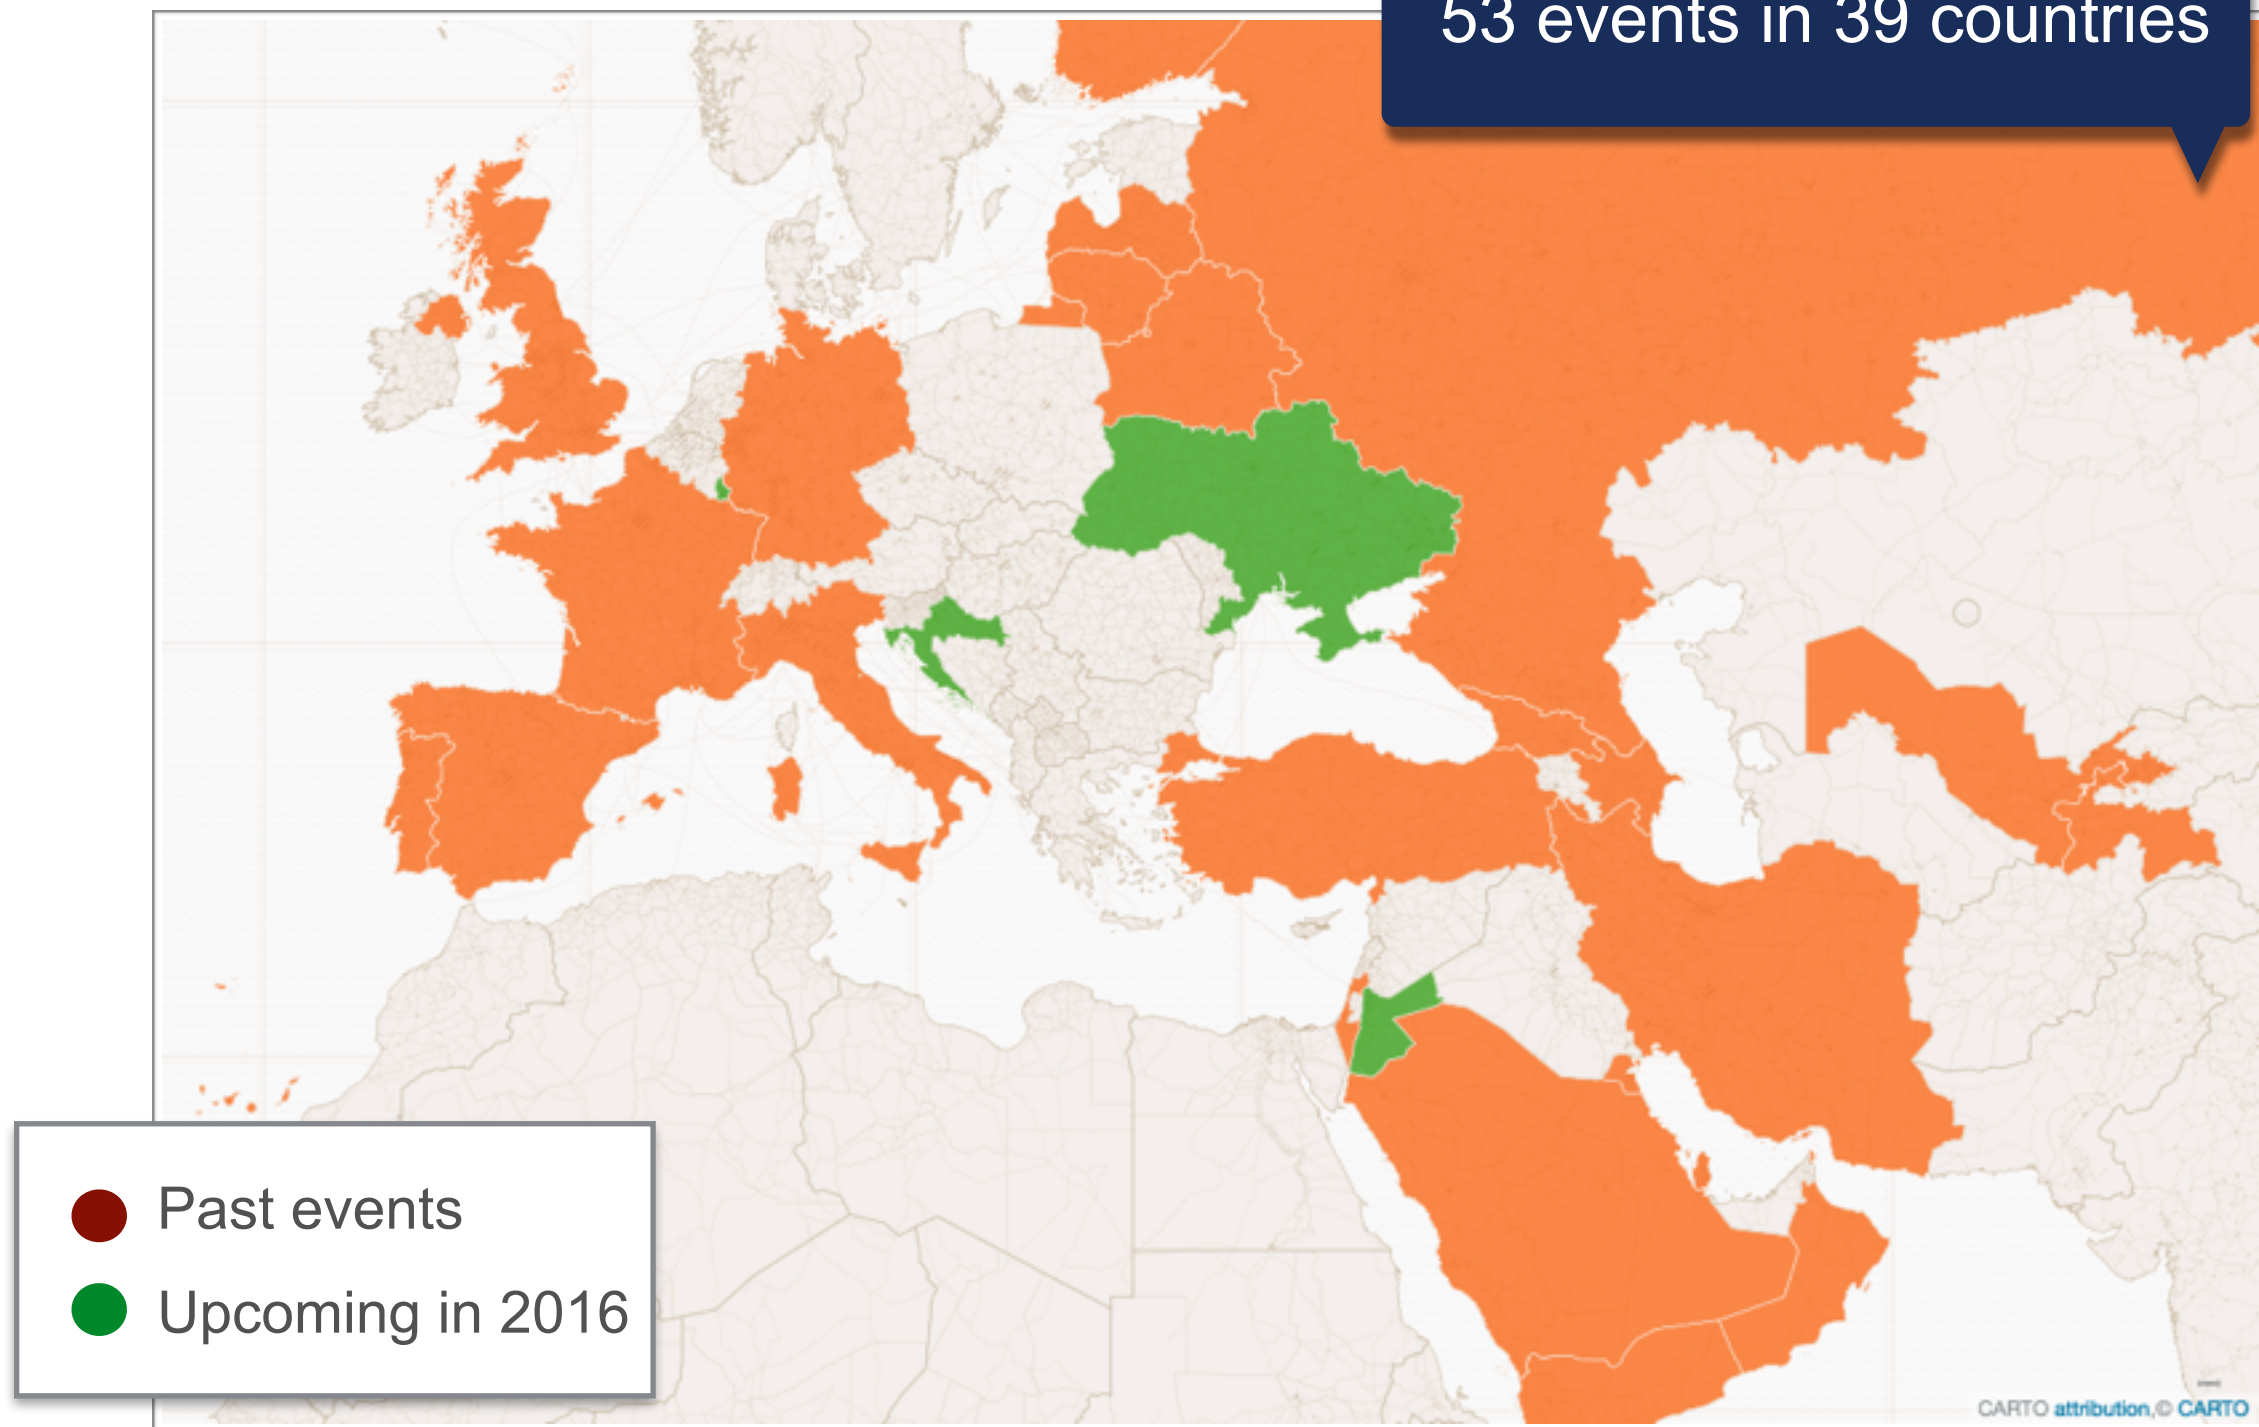 53 events in 39 countries
Past events
Upcoming in 2016
CARTO attribution, © CARTO